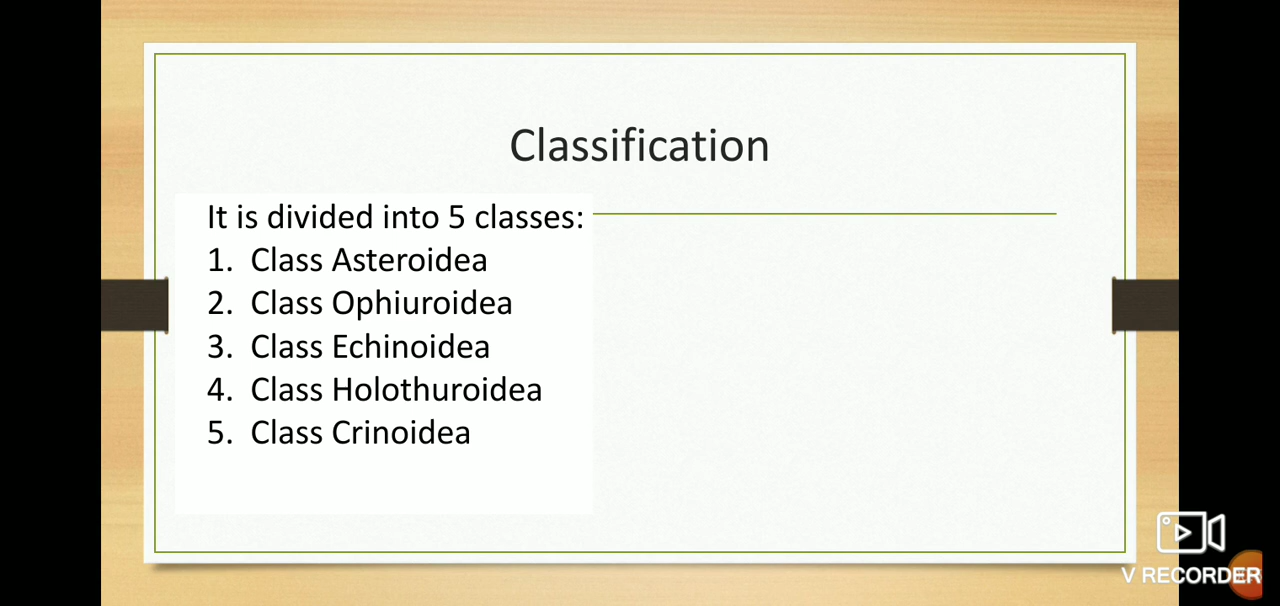 Classification
It is divided into 5 classes:
1. Class Asteroidea
2. Class Ophiuroidea
3. Class Echinoidea
4. Class Holothuroidea
5. Class Crinoidea
V RECORDER